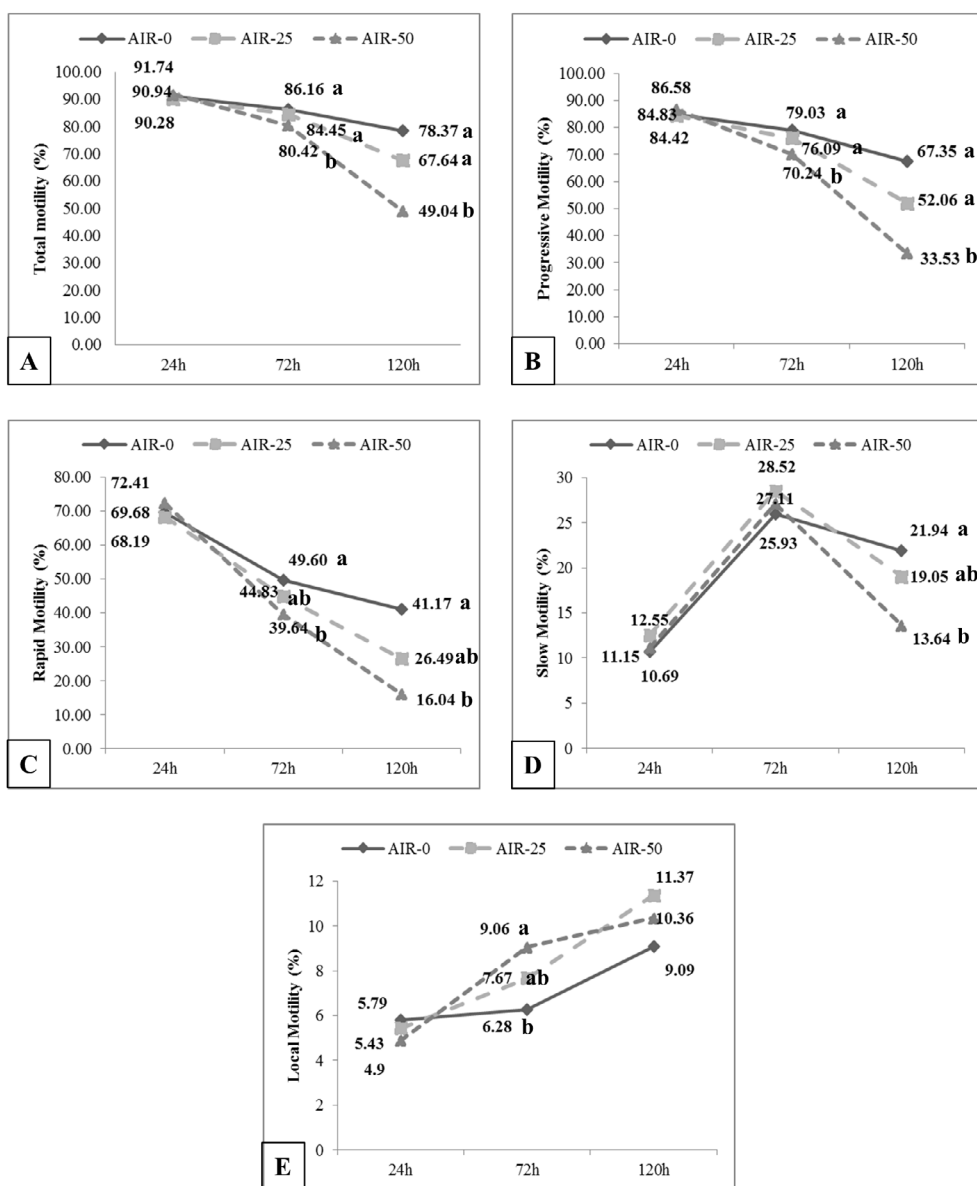 AIR-0 AIR-25 AIR-50
100.00
90.00
80.00
70.00
60.00
50.00
40.00
30.00
20.00
10.00
0.00
Total motility (%)
91.74
90.94
90.28
86.16 a
84.45 a
80.42
b
78.37 a
67.64 a
49.04 b
24h 72h 120h
A
AIR-0 AIR-25 AIR-50
100.00
90.00
80.00
70.00
60.00
50.00
40.00
30.00
20.00
10.00
0.00
Progressive Motility (%)
86.58
84.83
84.42
79.03 a
76.09 a
70.24 b
67.35 a
52.06 a
33.53 b
24h 72h 120h
B
AIR-0 AIR-25 AIR-50
80.00
70.00
60.00
50.00
40.00
30.00
20.00
10.00
0.00
Rapid Motility (%)
72.41
69.68
68.19
49.60 a
44.83 ab
39.64 b
41.17 a
26.49 ab
16.04 b
24h 72h 120h
C
AIR-0 AIR-25 AIR-50
30
25
20
15
10
5
0
Slow Motility (%)
12.55
11.15
10.69
28.52
27.11
25.93
21.94 a
19.05 ab
13.64 b
24h 72h 120h
D
AIR-0 AIR-25 AIR-50
12
10
8
6
4
2
0
Local Motility (%)
5.79
5.43
4.9
9.06 a
7.67 ab
6.28 b
11.37
10.36
9.09
24h 72h 120h
E